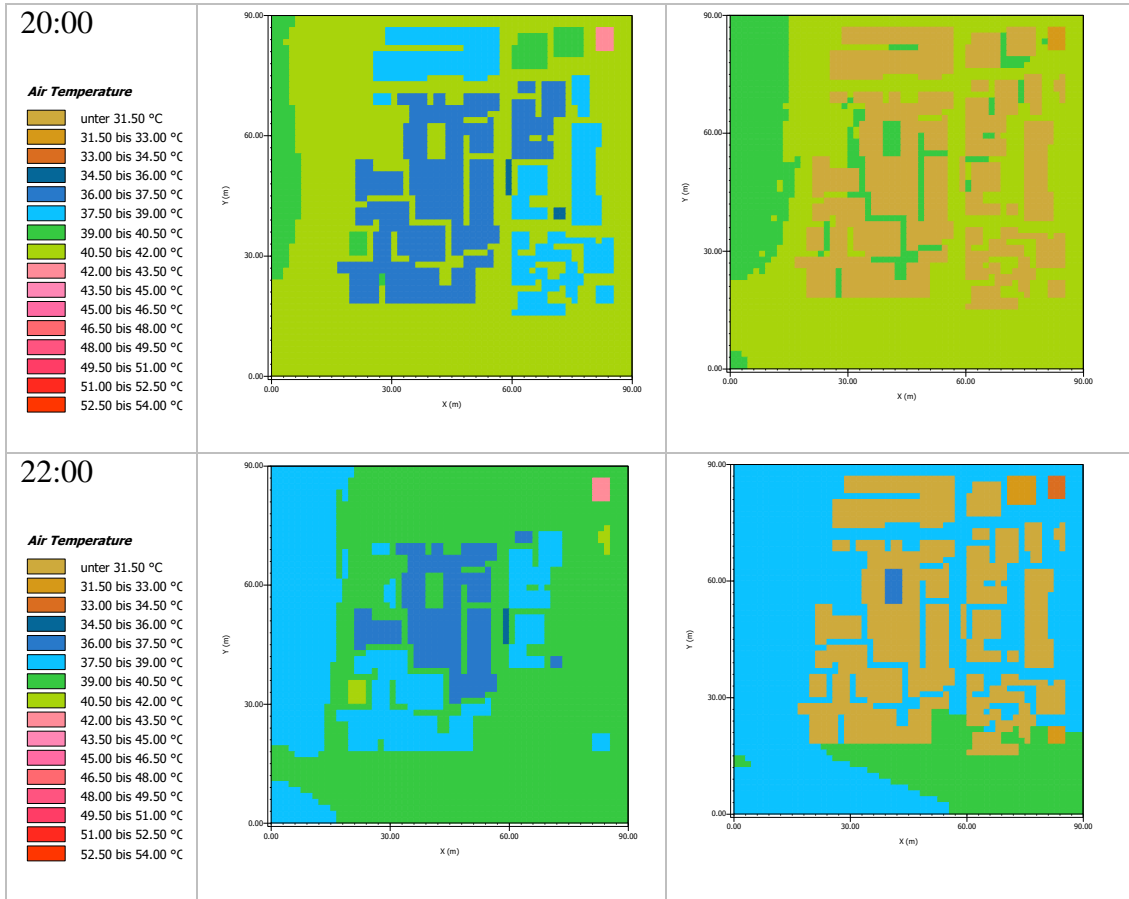 20:00
Air Temperature
unter 31.50 °C
31.50 bis 33.00 °C
33.00 bis 34.50 °C
34.50 bis 36.00 °C
36.00 bis 37.50 °C
37.50 bis 39.00 °C
39.00 bis 40.50 °C
40.50 bis 42.00 °C
42.00 bis 43.50 °C
43.50 bis 45.00 °C
45.00 bis 46.50 °C
46.50 bis 48.00 °C
48.00 bis 49.50 °C
49.50 bis 51.00 °C
51.00 bis 52.50 °C
52.50 bis 54.00 °C
90.00
60.00
Y (m)
30.00
0.00
0.00 30.00 60.00 90.00
X (m)
90.00
60.00
Y (m)
30.00
0.00
0.00 30.00 60.00 90.00
X (m)
22:00
Air Temperature
unter 31.50 °C
31.50 bis 33.00 °C
33.00 bis 34.50 °C
34.50 bis 36.00 °C
36.00 bis 37.50 °C
37.50 bis 39.00 °C
39.00 bis 40.50 °C
40.50 bis 42.00 °C
42.00 bis 43.50 °C
43.50 bis 45.00 °C
45.00 bis 46.50 °C
46.50 bis 48.00 °C
48.00 bis 49.50 °C
49.50 bis 51.00 °C
51.00 bis 52.50 °C
52.50 bis 54.00 °C
90.00
60.00
Y (m)
30.00
0.00
0.00 30.00 60.00 90.00
X (m)
90.00
60.00
Y (m)
30.00
0.00
0.00 30.00 60.00 90.00
X (m)